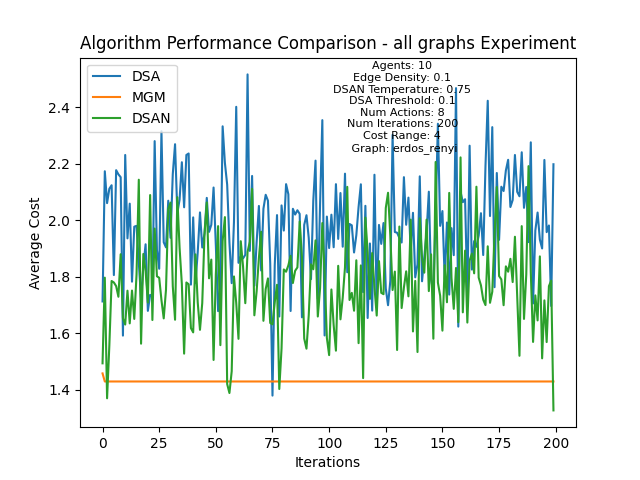 Algorithm Performance Comparison - all graphs Experiment
DSA
MGM
DSAN
Agents: 10
Edge Density: 0.1
DSAN Temperature: 0.75
DSA Threshold: 0.1
Num Actions: 8
Num Iterations: 200
Cost Range: 4
Graph: erdos_renyi
Average Cost
2.4
2.2
2.0
1.8
1.6
1.4
0
25
50
75
100
125
150
175
200
Iterations